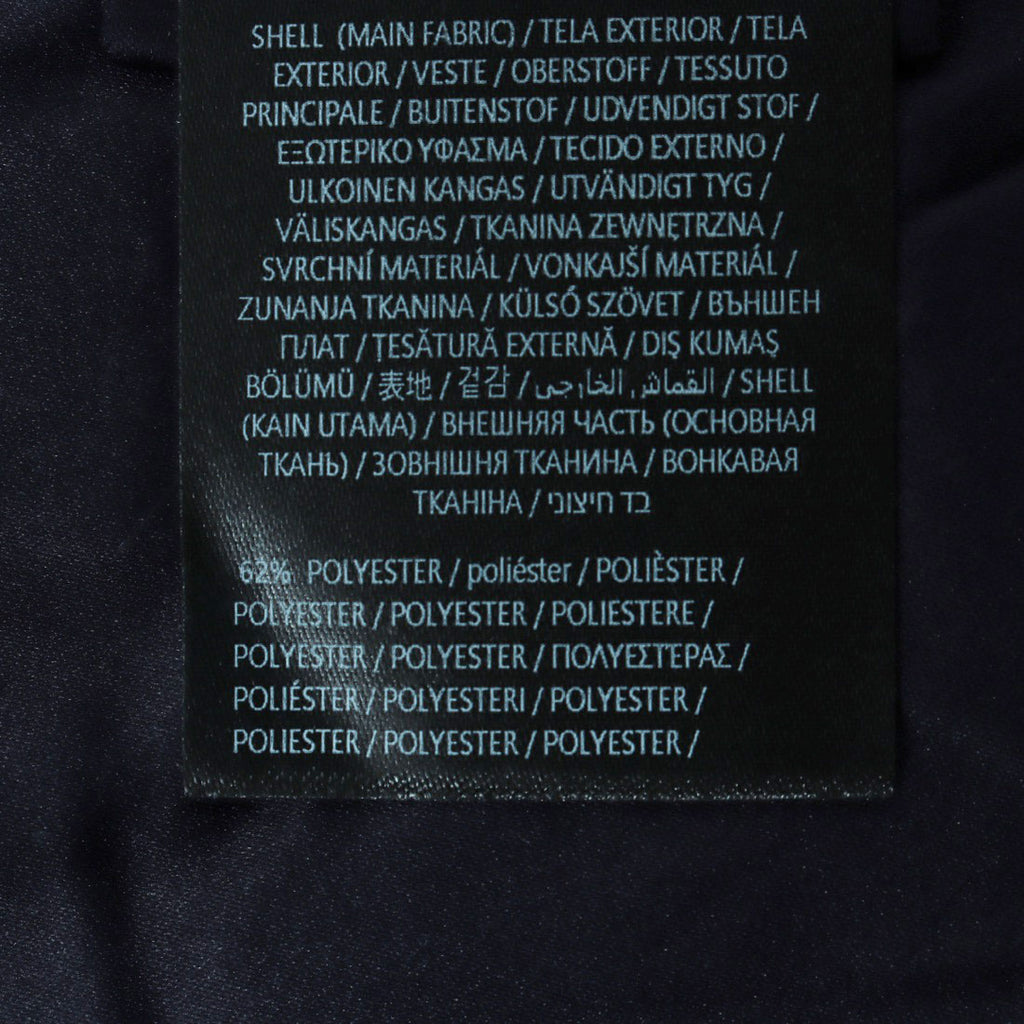 SHELL (MAIN FABRIC) / TELA EXTERIOR / TELA
EXTERIOR / VESTE / OBERSTOFF / TESSUTO
PRINCIPALE / BUITENSTOF / UDVENDIGT STOF /
ΕΞΩΤΕΡΙΚΟ ΥΦΑΣΜΑ / TECIDO EXTERNO /
ULKOINEN KANGAS / UTVÄNDIGT TYG /
VÄLISKANGAS / TKANINA ZEWNĘTRZNA /
SVRCHNÍ MATERIÁL / VONKAJŠÍ MATERIÁL /
ZUNANJA TKANINA / KÜLSŐ SZÖVET / ВЪНШЕН
ПЛАТ / ȚESĂTURĂ EXTERNĂ / DIŞ KUMAŞ
BÖLÜMÜ / 表地 / 겉감 / القماش الخارجي / SHELL
(KAIN UTAMA) / ВНЕШНЯЯ ЧАСТЬ (ОСНОВНАЯ
ТКАНЬ) / ЗОВНІШНЯ ТКАНИНА / ВОНКАВАЯ
ТКАНІНА / בד חיצוני
62% POLYESTER / poliéster / POLIÈSTER /
POLYESTER / POLYESTER / POLIESTERE /
POLYESTER / POLYESTER / ΠΟΛΥΕΣΤΕΡΑΣ /
POLIÉSTER / POLYESTERI / POLYESTER /
POLIESTER / POLYESTER / POLYESTER /